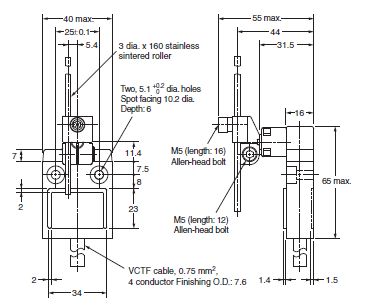 40 max.
25±0.1
5.4
3 dia. x 160 stainless
sintered roller
Two, 5.1 +0.2 0 dia. holes
Spot facing 10.2 dia.
Depth: 6
7
11.4
7.5
8
2
23
VCTF cable, 0.75 mm²,
4 conductor Finishing O.D.: 7.6
2
34
55 max.
44
31.5
16
M5 (length: 16)
Allen-head bolt
65 max.
M5 (length: 12)
Allen-head bolt
1.4
1.5